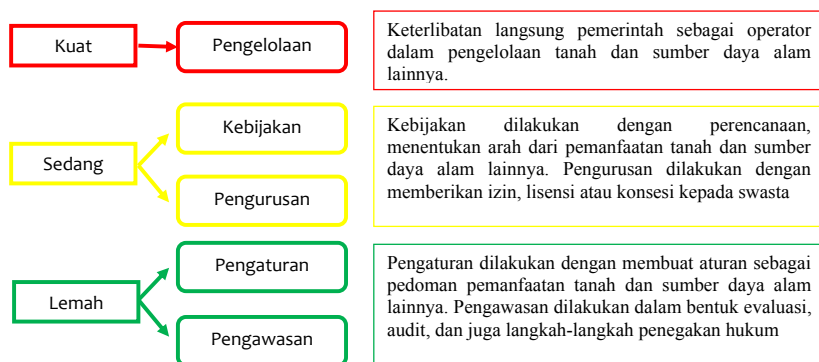 Kuat
Pengelolaan
Keterlibatan langsung pemerintah sebagai operator
dalam pengelolaan tanah dan sumber daya alam
lainnya.
Sedang
Kebijakan
Pengurusan
Kebijakan dilakukan dengan perencanaan,
menentukan arah dari pemanfaatan tanah dan sumber
daya alam lainnya. Pengurusan dilakukan dengan
memberikan izin, lisensi atau konsesi kepada swasta
Lemah
Pengaturan
Pengawasan
Pengaturan dilakukan dengan membuat aturan sebagai
pedoman pemanfaatan tanah dan sumber daya alam
lainnya. Pengawasan dilakukan dalam bentuk evaluasi,
audit, dan juga langkah-langkah penegakan hukum